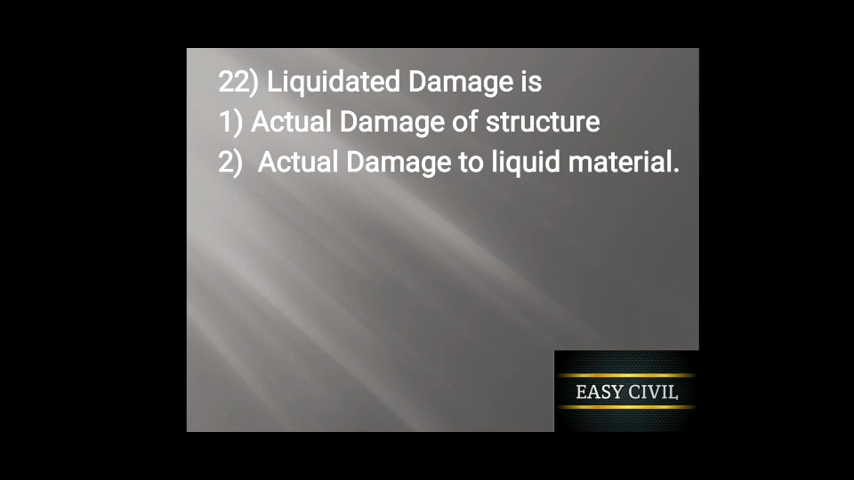 22) Liquidated Damage is
1) Actual Damage of structure
2) Actual Damage to liquid material.
EASY CIVIL